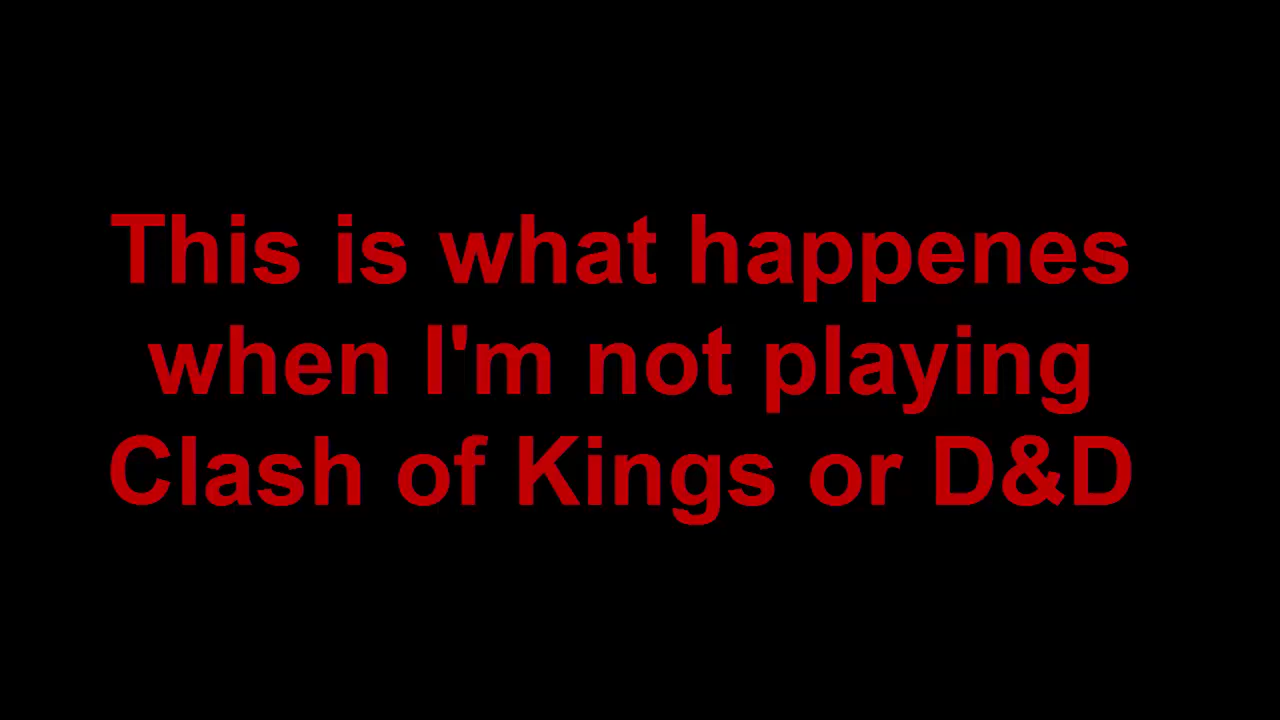 This is what happenes
when I'm not playing
Clash of Kings or D&D